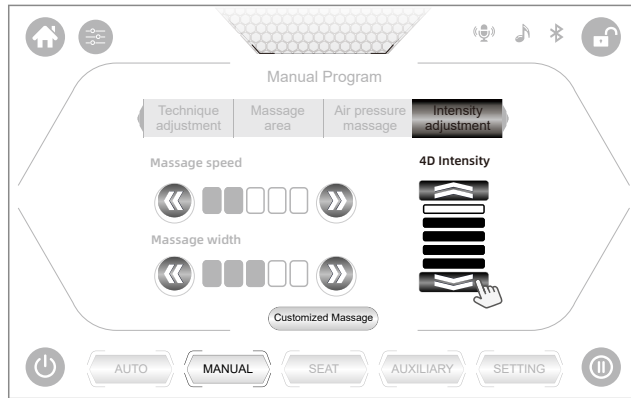 Manual Program
Technique
adjustment
Massage
area
Air pressure
massage
Intensity
adjustment
Massage speed
4D Intensity
Massage width
Customized Massage
AUTO
MANUAL
SEAT
AUXILIARY
SETTING